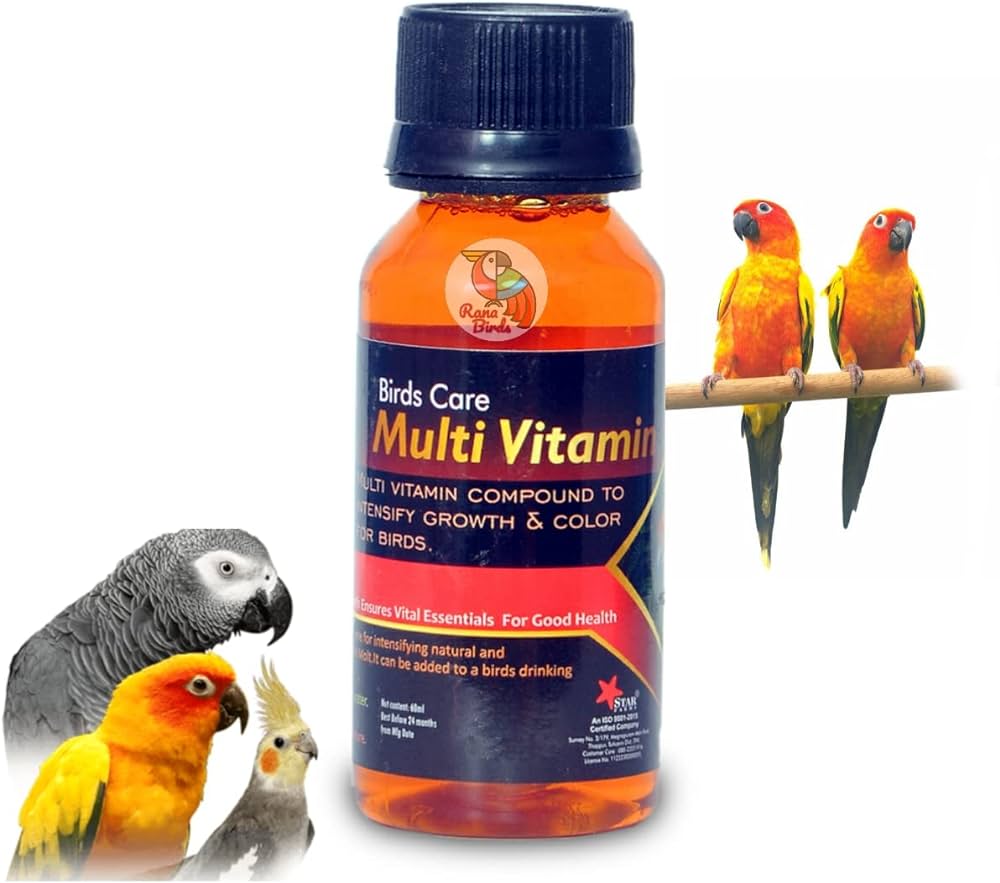 Rana
Birds
Birds Care
Multi Vitamin
ULTI VITAMIN COMPOUND TO
TENSIFY GROWTH & COLOR
OR BIRDS.
Ensures Vital Essentials For Good Health
for intensifying natural and
Molt.It can be added to a birds drinking
Net content: 60ml
Best Before 24 months
from Mfg Date
STAR
An ISO 9001-2015
Certified Company